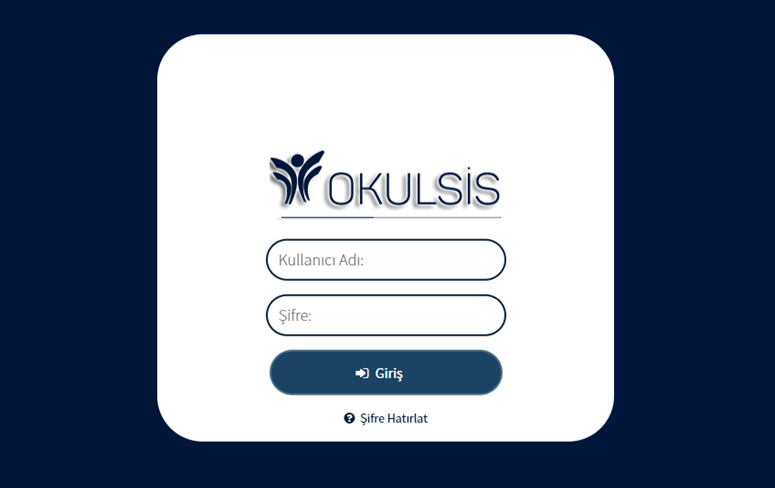 OKULSİS
Kullanıcı Adı:
Şifre:
Giriş
Şifre Hatırlat